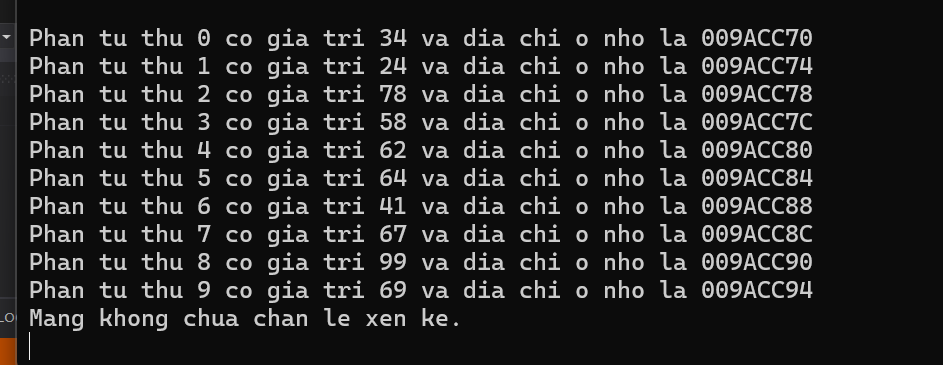 Phan tu thu 0 co gia tri 34 va dia chi o nho la 009ACC70
Phan tu thu 1 co gia tri 24 va dia chi o nho la 009ACC74
Phan tu thu 2 co gia tri 78 va dia chi o nho la 009ACC78
Phan tu thu 3 co gia tri 58 va dia chi o nho la 009ACC7C
Phan tu thu 4 co gia tri 62 va dia chi o nho la 009ACC80
Phan tu thu 5 co gia tri 64 va dia chi o nho la 009ACC84
Phan tu thu 6 co gia tri 41 va dia chi o nho la 009ACC88
Phan tu thu 7 co gia tri 67 va dia chi o nho la 009ACC8C
Phan tu thu 8 co gia tri 99 va dia chi o nho la 009ACC90
Phan tu thu 9 co gia tri 69 va dia chi o nho la 009ACC94
Mang khong chua chan le xen ke.